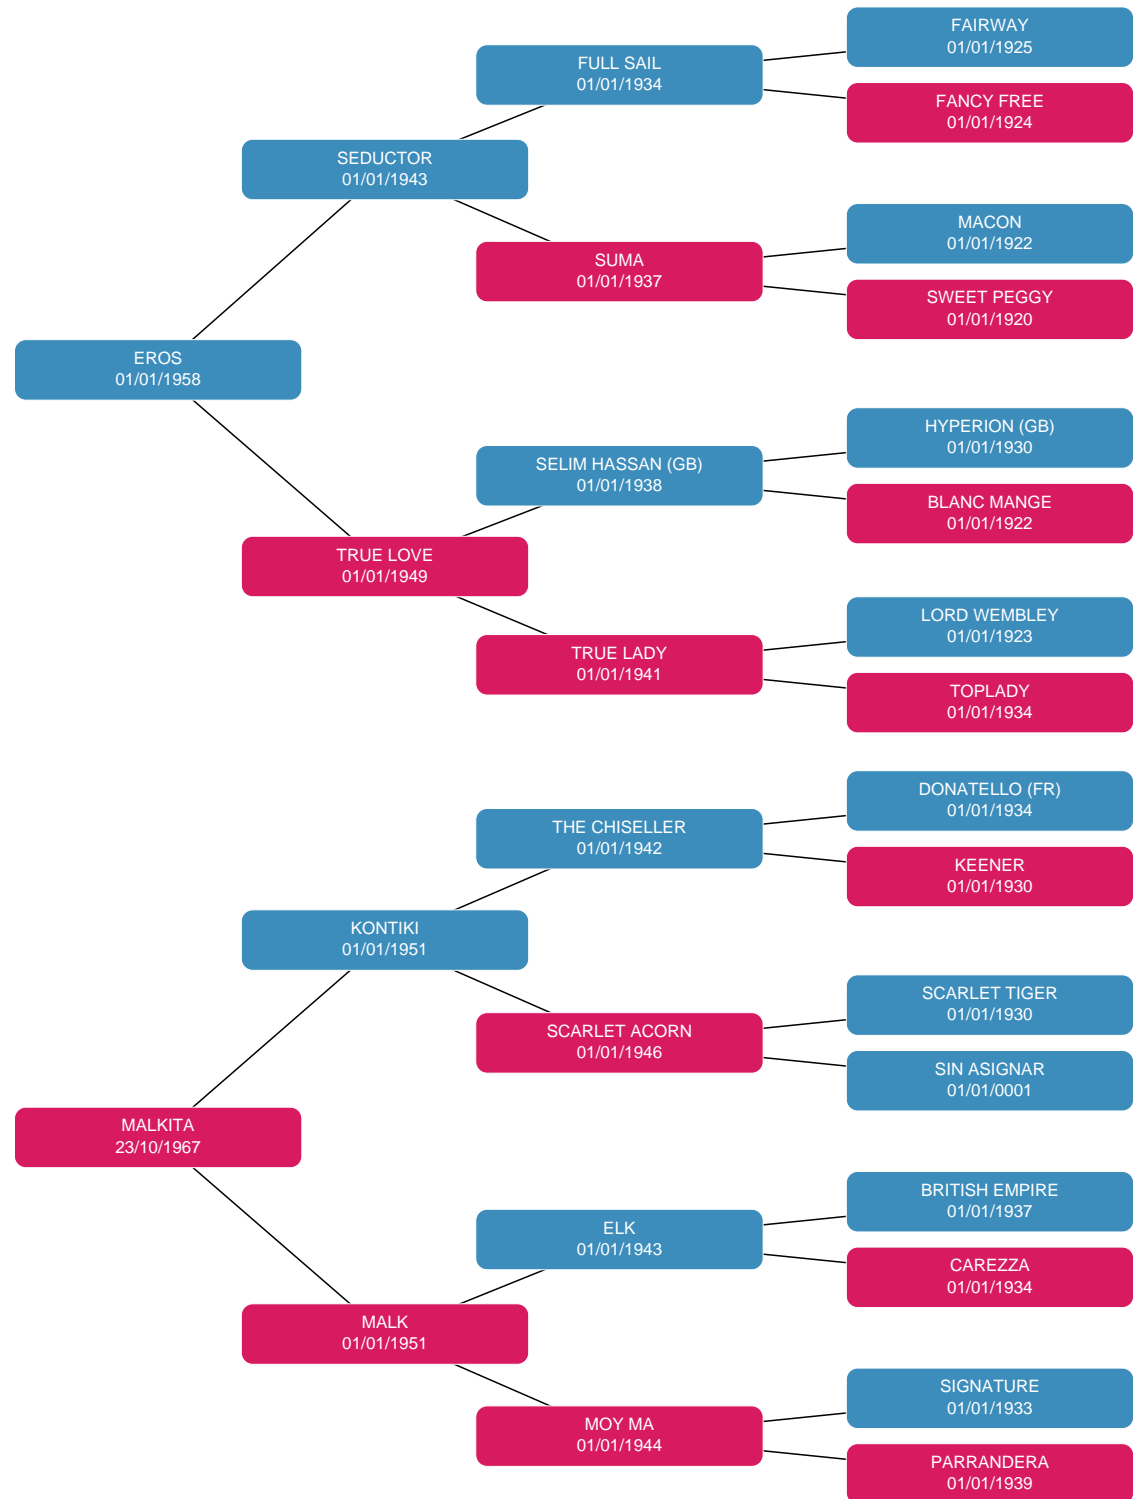 FAIRWAY
01/01/1925
FULL SAIL
01/01/1934
FANCY FREE
01/01/1924
SEDUCTOR
01/01/1943
MACON
01/01/1922
SUMA
01/01/1937
SWEET PEGGY
01/01/1920
EROS
01/01/1958
HYPERION (GB)
01/01/1930
SELIM HASSAN (GB)
01/01/1938
BLANC MANGE
01/01/1922
TRUE LOVE
01/01/1949
LORD WEMBLEY
01/01/1923
TRUE LADY
01/01/1941
TOPLADY
01/01/1934
DONATELLO (FR)
01/01/1934
THE CHISELLER
01/01/1942
KEENER
01/01/1930
KONTIKI
01/01/1951
SCARLET TIGER
01/01/1930
SCARLET ACORN
01/01/1946
SIN ASIGNAR
01/01/0001
MALKITA
23/10/1967
BRITISH EMPIRE
01/01/1937
ELK
01/01/1943
CAREZZA
01/01/1934
MALK
01/01/1951
SIGNATURE
01/01/1933
MOY MA
01/01/1944
PARRANDERA
01/01/1939